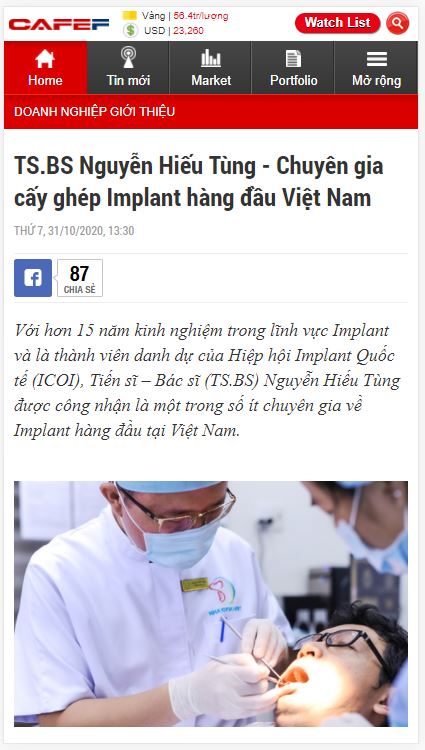 CAFEF
Vàng | 56.4tr/lượng
USD | 23,260
Watch List
Home
Tin mới
Market
Portfolio
Mở rộng
DOANH NGHIỆP GIỚI THIỆU
TS.BS Nguyễn Hiếu Tùng - Chuyên gia
cấy ghép Implant hàng đầu Việt Nam
THỨ 7, 31/10/2020, 13:30
87
CHIA SẺ
Với hơn 15 năm kinh nghiệm trong lĩnh vực Implant
và là thành viên danh dự của Hiệp hội Implant Quốc
tế (ICOI), Tiến sĩ – Bác sĩ (TS.BS) Nguyễn Hiếu Tùng
được công nhận là một trong số ít chuyên gia về
Implant hàng đầu tại Việt Nam.